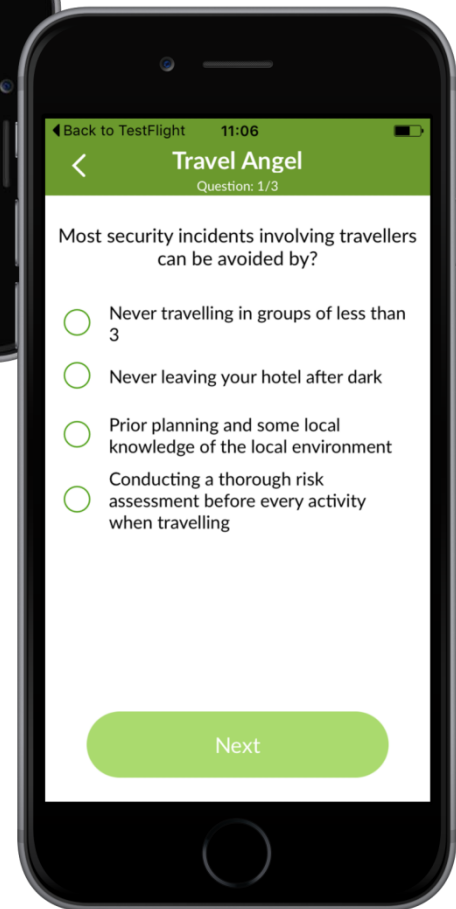 Back to TestFlight 11:06
Travel Angel
Question: 1/3
Most security incidents involving travellers
can be avoided by?
Never travelling in groups of less than
3
Never leaving your hotel after dark
Prior planning and some local
knowledge of the local environment
Conducting a thorough risk
assessment before every activity
when travelling
Next